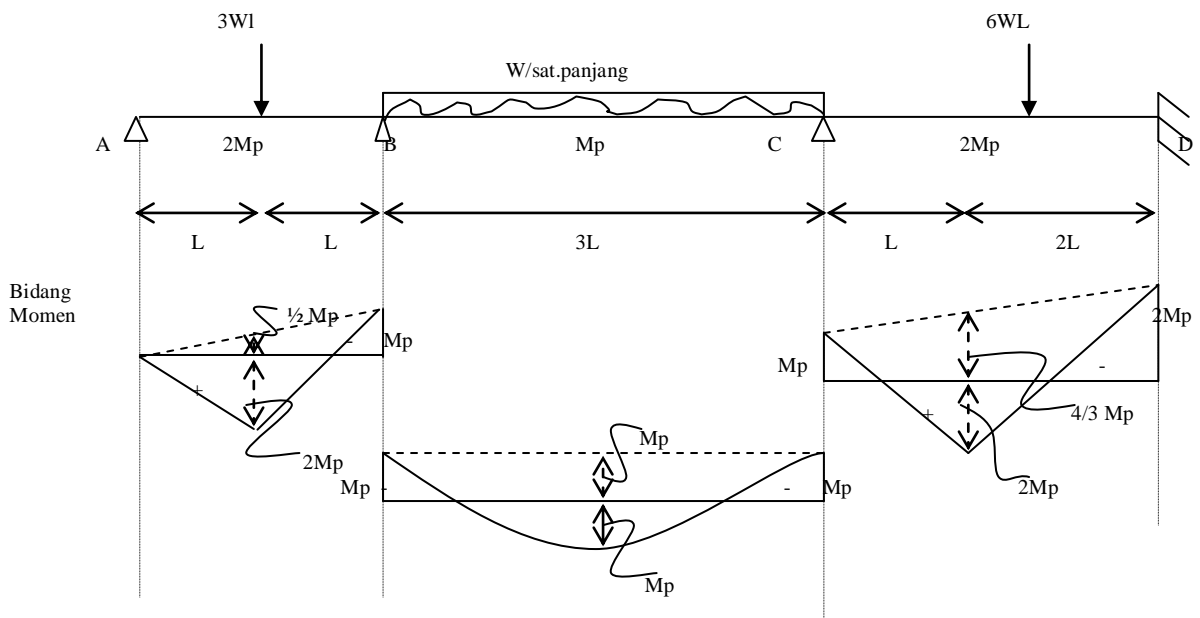 3Wl 6WL
W/sat.panjang
A 2Mp B Mp C 2Mp D
L L 3L L 2L
Bidang
Momen
½ Mp - Mp 2Mp
Mp -
+ + 4/3 Mp
2Mp Mp
Mp - - Mp 2Mp
Mp